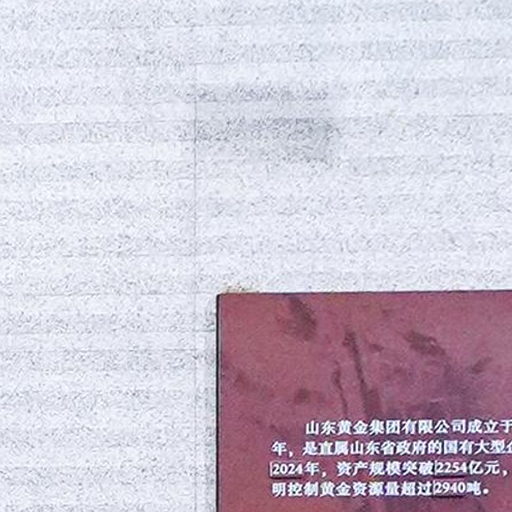 山东黄金集团有限公司成立于
年，是直属山东省政府的国有大型企
2024年，资产规模突破2254亿元，
明控制黄金资源量超过2940吨。